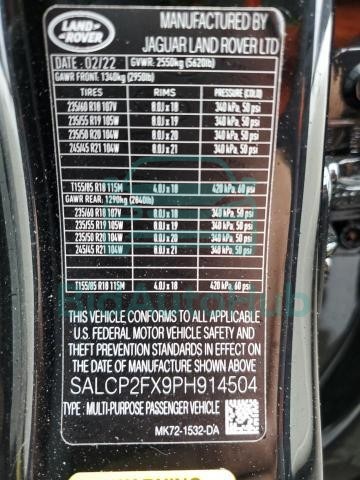 LAND-
-ROVER
MANUFACTURED BY
JAGUAR LAND ROVER LTD
DATE: 02/22 GVWR: 2550kg (5620lb)
GAWR FRONT: 1340kg (2950lb)
TIRES RIMS PRESSURE (COLD)
235/60 R18 107V 8.0J x 18 340 kPa, 50 psi
235/55 R19 105W 8.0J x 19 340 kPa, 50 psi
235/50 R20 104W 8.0J x 20 340 kPa, 50 psi
245/45 R21 104W 8.0J x 21 340 kPa, 50 psi
T155/85 R18 115M 4.0J x 18 420 kPa, 60 psi
GAWR REAR: 1290kg (2840lb)
235/60 R18 107V 8.0J x 18 340 kPa, 50 psi
235/55 R19 105W 8.0J x 19 340 kPa, 50 psi
235/50 R20 104W 8.0J x 20 340 kPa, 50 psi
245/45 R21 104W 8.0J x 21 340 kPa, 50 psi
T155/85 R18 115M 4.0J x 18 420 kPa, 60 psi
THIS VEHICLE CONFORMS TO ALL APPLICABLE
U.S. FEDERAL MOTOR VEHICLE SAFETY AND
THEFT PREVENTION STANDARDS IN EFFECT ON
THE DATE OF MANUFACTURE SHOWN ABOVE
SALCP2FX9PH914504
TYPE: MULTI-PURPOSE PASSENGER VEHICLE
MK72-1532-DA